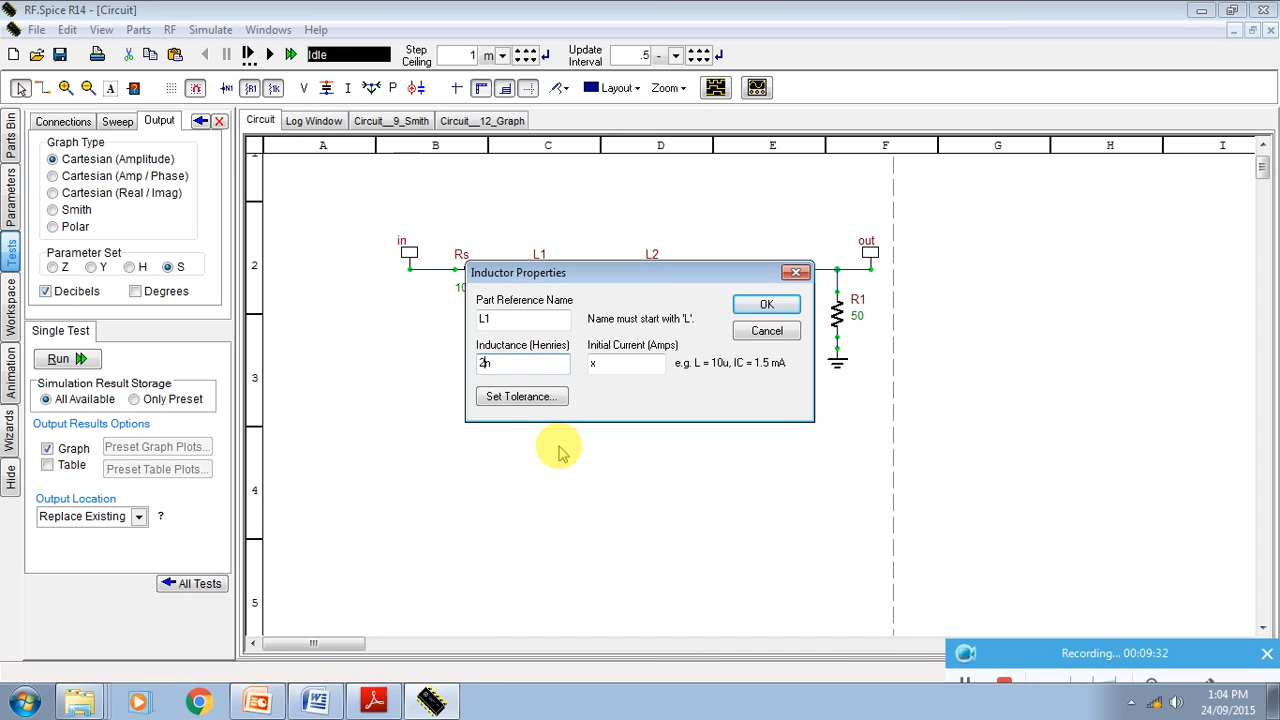 RF.Spice R14 - [Circuit]
File Edit View Parts RF Simulate Windows Help
Idle
Step Ceiling
1 m
Update Interval
.5 -
A
V I P
Layout
Zoom
Parts Bin
Parameters
Tests
Workspace
Animation
Wizards
Hide
Connections Sweep Output
Graph Type
Cartesian (Amplitude)
Cartesian (Amp / Phase)
Cartesian (Real / Imag)
Smith
Polar
Parameter Set
Z Y H S
Decibels Degrees
Single Test
Run
Simulation Result Storage
All Available Only Preset
Output Results Options
Graph Preset Graph Plots...
Table Preset Table Plots...
Output Location
Replace Existing ?
All Tests
Circuit Log Window Circuit__9_Smith Circuit__12_Graph
A B C D E F G H I
1
2
3
4
5
in
Rs
L1
L2
out
10
R1
50
Inductor Properties
Part Reference Name
L1
Name must start with 'L'.
OK
Inductance (Henries)
2n
Initial Current (Amps)
x
e.g. L = 10u, IC = 1.5 mA
Cancel
Set Tolerance...
Recording... 00:09:32
1:04 PM
24/09/2015